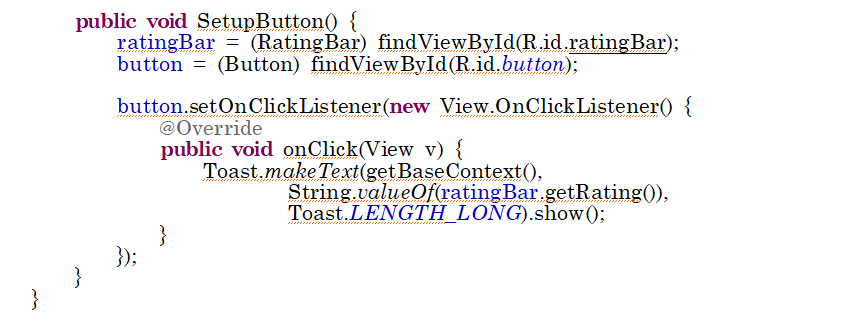 public void SetupButton() {
ratingBar = (RatingBar) findViewById(R.id.ratingBar);
button = (Button) findViewById(R.id.button);
button.setOnClickListener(new View.OnClickListener() {
@Override
public void onClick(View v) {
Toast.makeText(getBaseContext(),
String.valueOf(ratingBar.getRating()),
Toast.LENGTH_LONG).show();
}
});
}
}